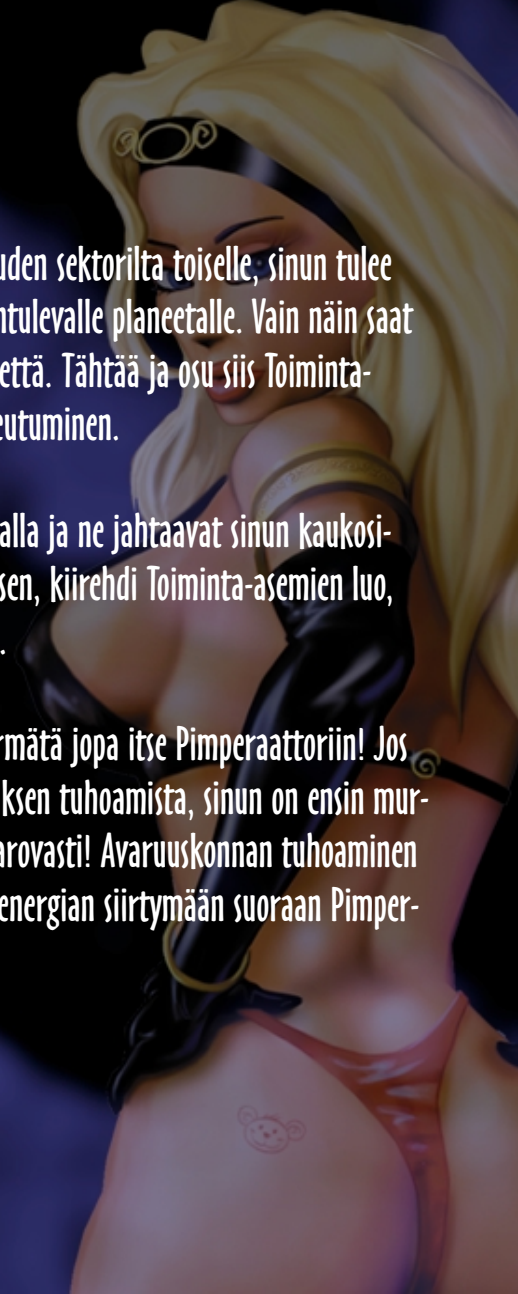 uden sektorilta toiselle, sinun tulee
ntulevalle planeetalle. Vain näin saat
että. Tähtää ja osu siis Toiminta-
eutuminen.
alla ja ne jahtaavat sinun kaukosi-
sen, kiirehdi Toiminta-asemien luo,
.
rmätä jopa itse Pimperaattoriin! Jos
ksen tuhoamista, sinun on ensin mur-
arovasti! Avaruuskonnan tuhoaminen
energian siirtymään suoraan Pimper-